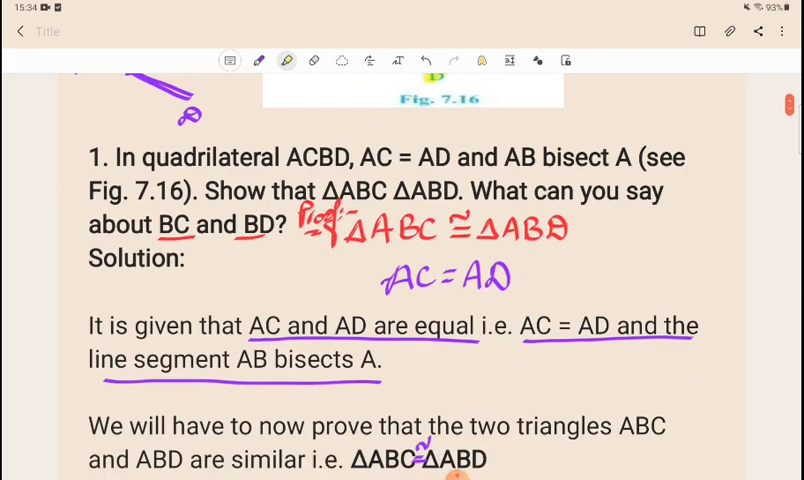 15:34 93%
Title
D
Fig. 7.16
1. In quadrilateral ACBD, AC = AD and AB bisect A (see
Fig. 7.16). Show that ΔABC ΔABD. What can you say
about BC and BD? Proof:- ΔABC ≅ ΔABD
Solution:
AC = AD
It is given that AC and AD are equal i.e. AC = AD and the
line segment AB bisects A.
We will have to now prove that the two triangles ABC
and ABD are similar i.e. ΔABC ≅ ΔABD